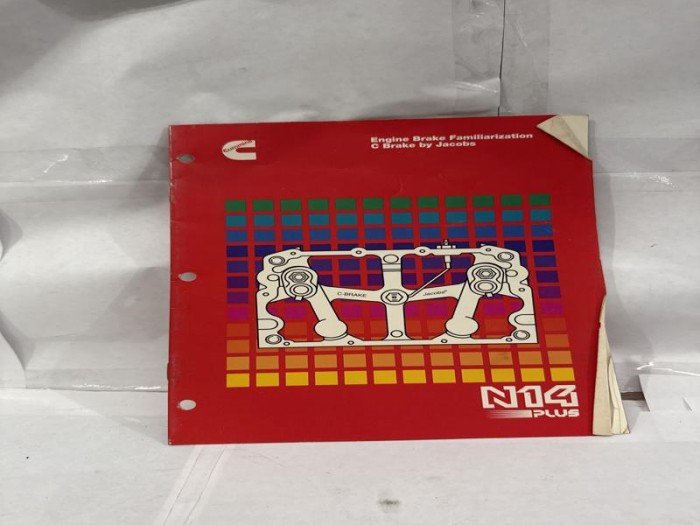 Engine Brake Familiarization
C Brake by Jacobs
C-BRAKE
Jacobs®
N14
PLUS